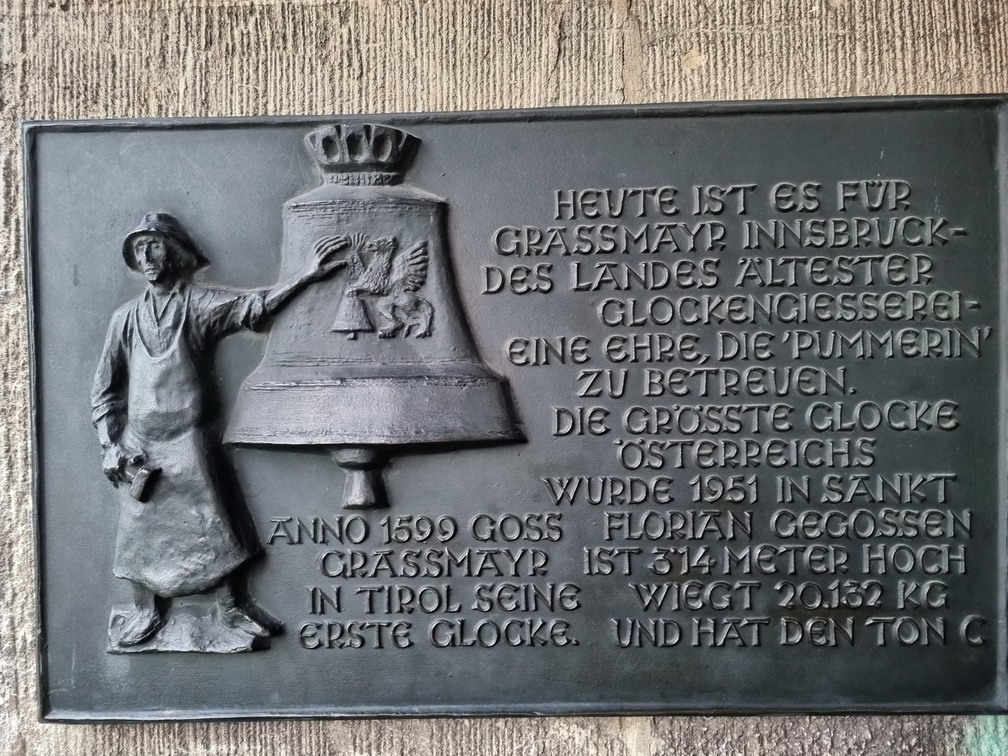 HEUTE IST ES FÜR
GRASSMAYR INNSBRUCK-
DES LANDES ÄLTESTER
GLOCKENGIESSEREI-
EINE EHRE, DIE 'PUMMERIN'
ZU BETREUEN.
DIE GRÖSSTE GLOCKE
ÖSTERREICHS
WURDE 1951 IN SANKT
FLORIAN GEGOSSEN
IST 3'14 METER HOCH
WIEGT 20.132 KG
UND HAT DEN TON C
ANNO 1599 GOSS
GRASSMAYR
IN TIROL SEINE
ERSTE GLOCKE.